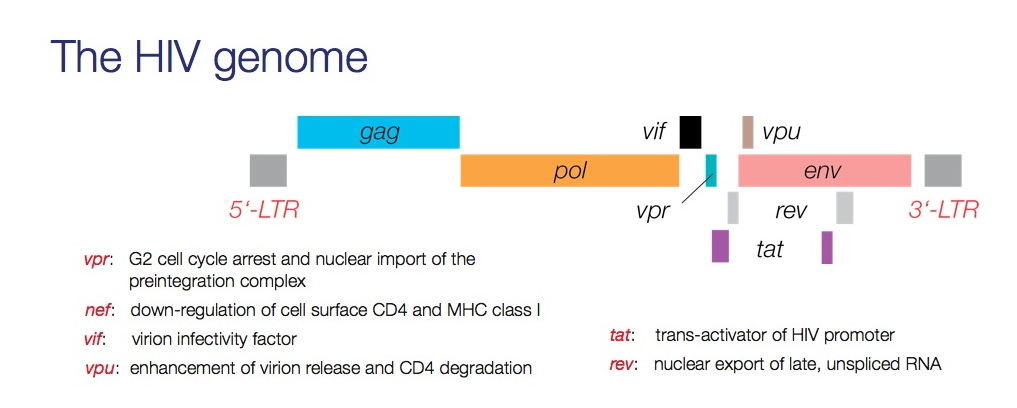 The HIV genome
gag
vif
vpu
pol
env
vpr
rev
5‘-LTR
3‘-LTR
tat
vpr: G2 cell cycle arrest and nuclear import of the
preintegration complex
nef: down-regulation of cell surface CD4 and MHC class I
vif: virion infectivity factor
vpu: enhancement of virion release and CD4 degradation
tat: trans-activator of HIV promoter
rev: nuclear export of late, unspliced RNA